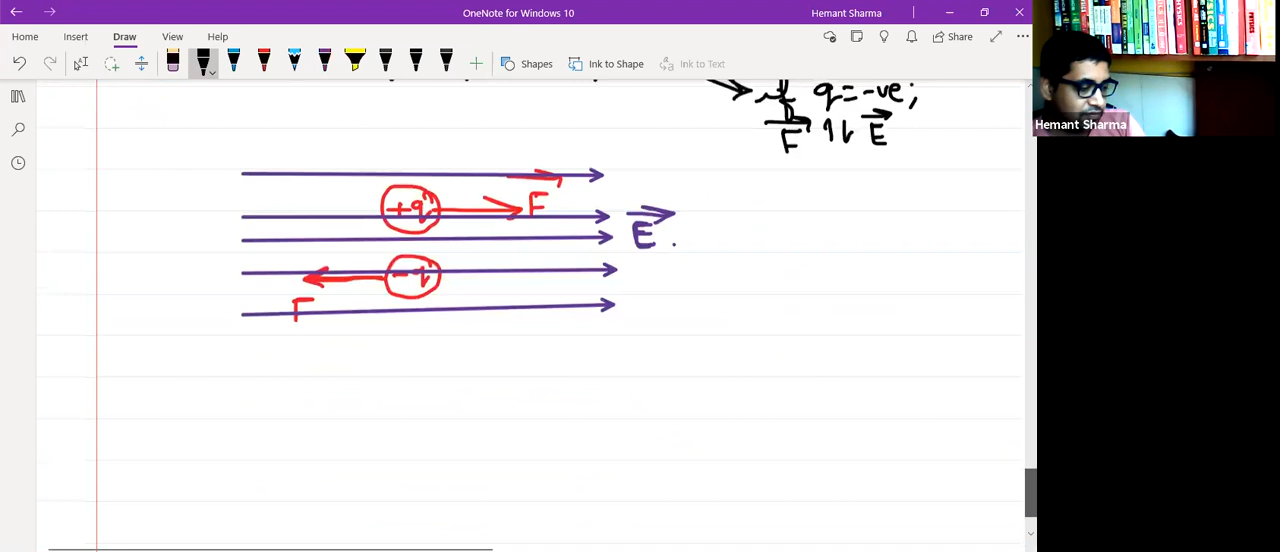 OneNote for Windows 10
Hemant Sharma
Home Insert Draw View Help
Share
Shapes
Ink to Shape
Ink to Text
if q = -ve;
F ↑↓ E
Hemant Sharma
+q F
E
-q
F